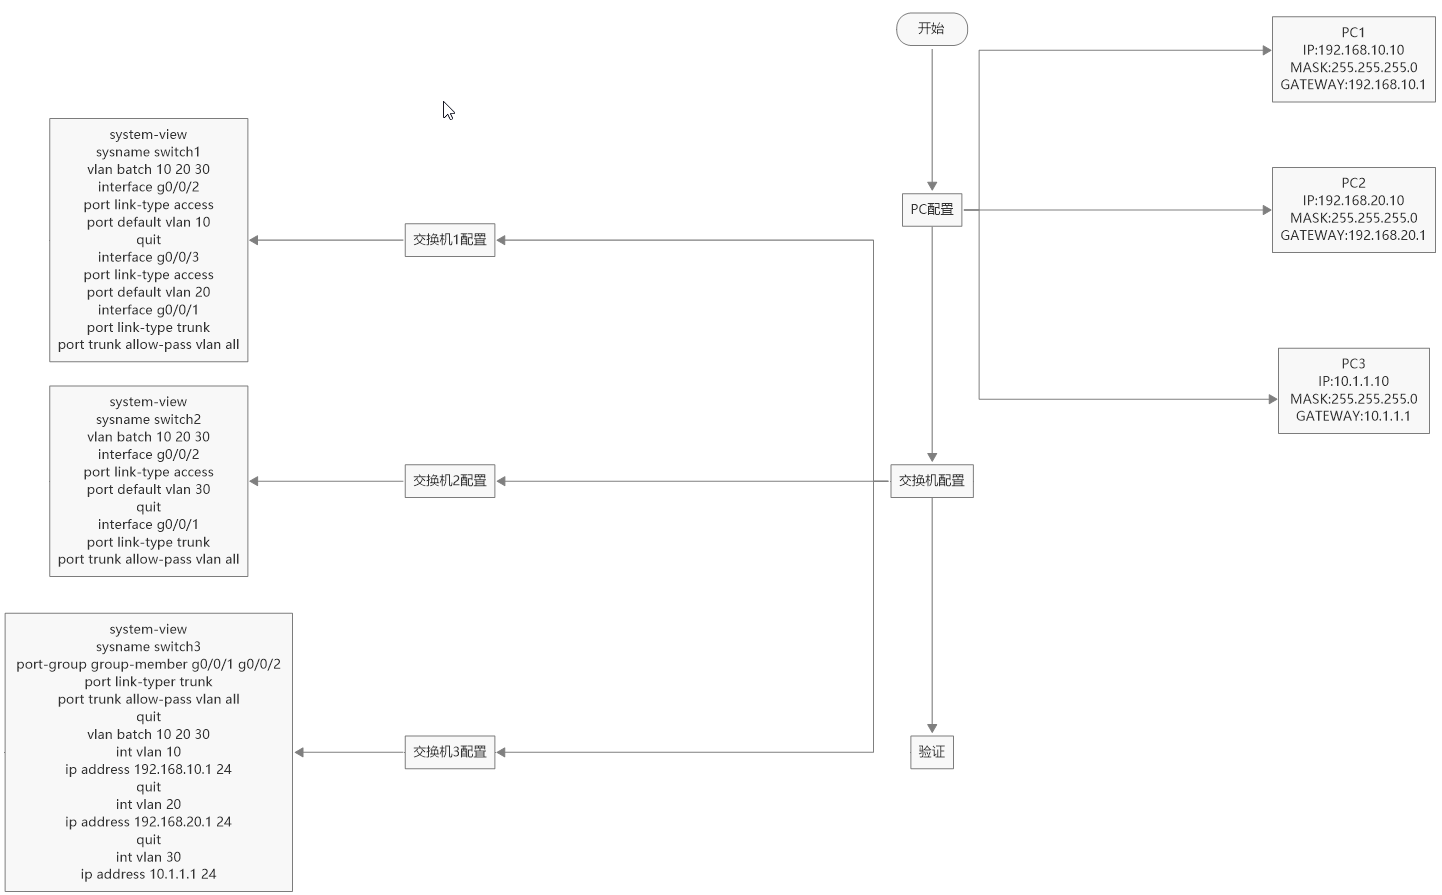 开始
PC配置
PC1
IP:192.168.10.10
MASK:255.255.255.0
GATEWAY:192.168.10.1
PC2
IP:192.168.20.10
MASK:255.255.255.0
GATEWAY:192.168.20.1
PC3
IP:10.1.1.10
MASK:255.255.255.0
GATEWAY:10.1.1.1
交换机配置
交换机1配置
system-view
sysname switch1
vlan batch 10 20 30
interface g0/0/2
port link-type access
port default vlan 10
quit
interface g0/0/3
port link-type access
port default vlan 20
interface g0/0/1
port link-type trunk
port trunk allow-pass vlan all
交换机2配置
system-view
sysname switch2
vlan batch 10 20 30
interface g0/0/2
port link-type access
port default vlan 30
quit
interface g0/0/1
port link-type trunk
port trunk allow-pass vlan all
交换机3配置
system-view
sysname switch3
port-group group-member g0/0/1 g0/0/2
port link-typer trunk
port trunk allow-pass vlan all
quit
vlan batch 10 20 30
int vlan 10
ip address 192.168.10.1 24
quit
int vlan 20
ip address 192.168.20.1 24
quit
int vlan 30
ip address 10.1.1.1 24
验证